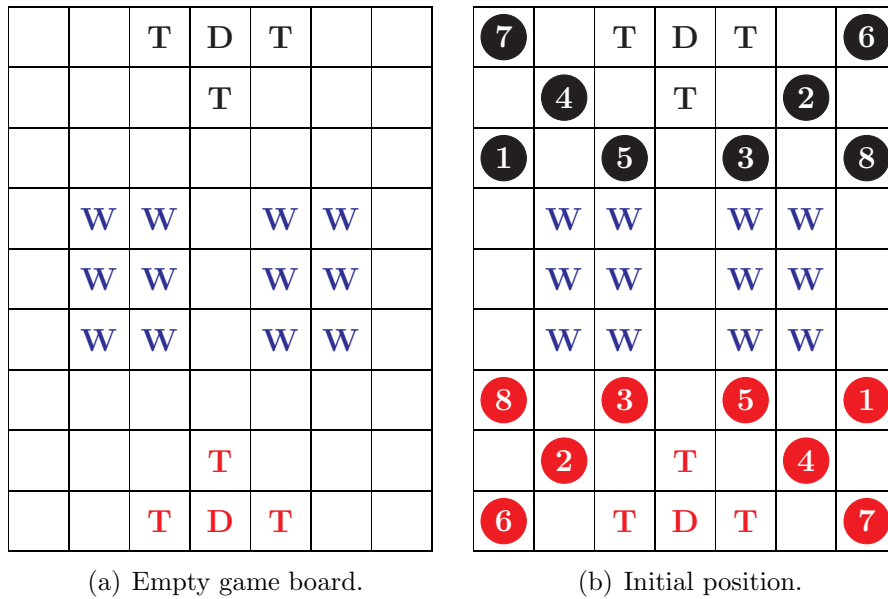 T D T 7 T D T 6
T 4 T 2
1 5 3 8
W W W W W W W W
W W W W W W W W
W W W W W W W W
8 3 5 1
T 2 T 4
T D T 6 T D T 7
(a) Empty game board. (b) Initial position.